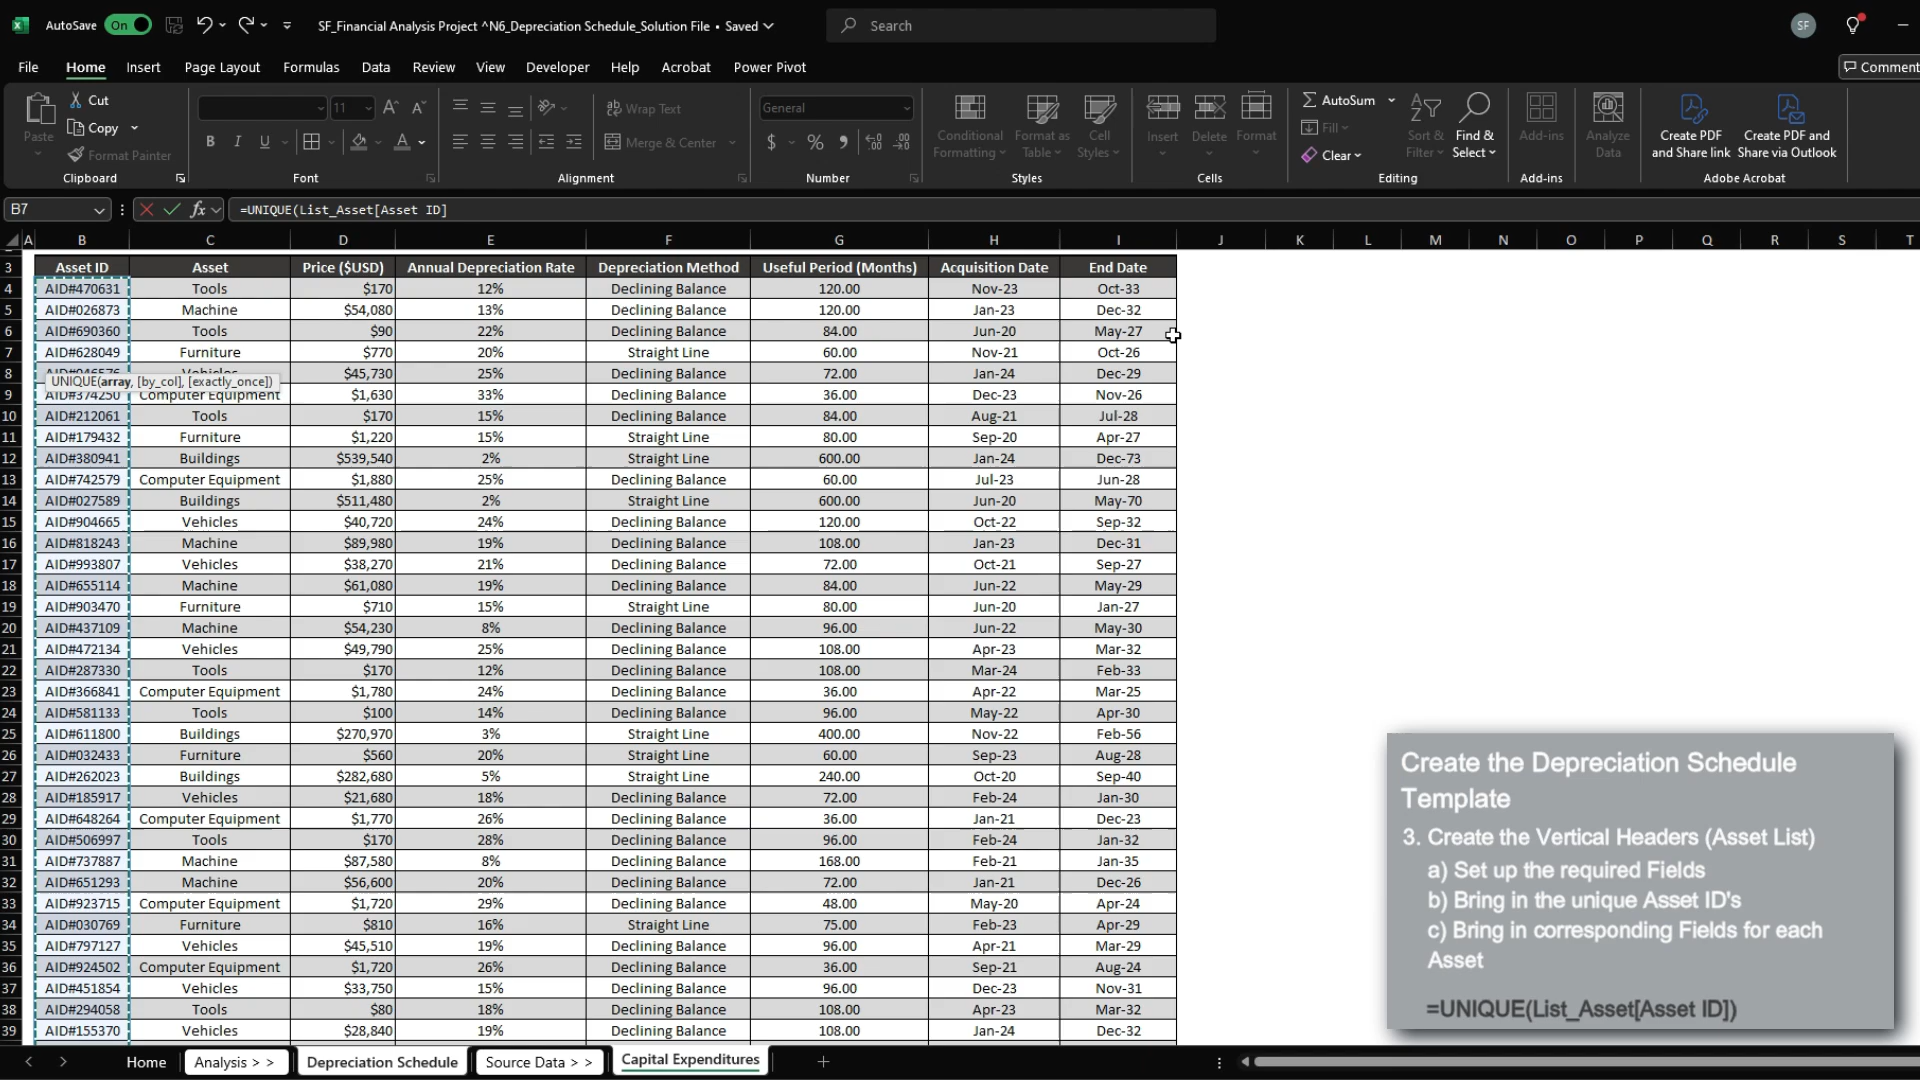 AutoSave On SF_Financial Analysis Project ^N6_Depreciation Schedule_Solution File • Saved Search SF
File Home Insert Page Layout Formulas Data Review View Developer Help Acrobat Power Pivot Comment
Paste Cut Copy Format Painter
11 B I U
Wrap Text Merge & Center
General $ % ,
Conditional Formatting Format as Table Cell Styles
Insert Delete Format
AutoSum Fill Clear Sort & Filter Find & Select
Add-ins Analyze Data Create PDF and Share link Create PDF and Share via Outlook
Clipboard Font Alignment Number Styles Cells Editing Add-ins Adobe Acrobat
B7 fx =UNIQUE(List_Asset[Asset ID]
A B C D E F G H I J K L M N O P Q R S T
3 Asset ID Asset Price ($USD) Annual Depreciation Rate Depreciation Method Useful Period (Months) Acquisition Date End Date
4 AID#470631 Tools $170 12% Declining Balance 120.00 Nov-23 Oct-33
5 AID#026873 Machine $54,080 13% Declining Balance 120.00 Jan-23 Dec-32
6 AID#690360 Tools $90 22% Declining Balance 84.00 Jun-20 May-27
7 AID#628049 Furniture $770 20% Straight Line 60.00 Nov-21 Oct-26
8 Vehicles $45,730 25% Declining Balance 72.00 Jan-24 Dec-29
UNIQUE(array, [by_col], [exactly_once])
9 AID#374250 Computer Equipment $1,630 33% Declining Balance 36.00 Dec-23 Nov-26
10 AID#212061 Tools $170 15% Declining Balance 84.00 Aug-21 Jul-28
11 AID#179432 Furniture $1,220 15% Straight Line 80.00 Sep-20 Apr-27
12 AID#380941 Buildings $539,540 2% Straight Line 600.00 Jan-24 Dec-73
13 AID#742579 Computer Equipment $1,880 25% Declining Balance 60.00 Jul-23 Jun-28
14 AID#027589 Buildings $511,480 2% Straight Line 600.00 Jun-20 May-70
15 AID#904665 Vehicles $40,720 24% Declining Balance 120.00 Oct-22 Sep-32
16 AID#818243 Machine $89,980 19% Declining Balance 108.00 Jan-23 Dec-31
17 AID#993807 Vehicles $38,270 21% Declining Balance 72.00 Oct-21 Sep-27
18 AID#655114 Machine $61,080 19% Declining Balance 84.00 Jun-22 May-29
19 AID#903470 Furniture $710 15% Straight Line 80.00 Jun-20 Jan-27
20 AID#437109 Machine $54,230 8% Declining Balance 96.00 Jun-22 May-30
21 AID#472134 Vehicles $49,790 25% Declining Balance 108.00 Apr-23 Mar-32
22 AID#287330 Tools $170 12% Declining Balance 108.00 Mar-24 Feb-33
23 AID#366841 Computer Equipment $1,780 24% Declining Balance 36.00 Apr-22 Mar-25
24 AID#581133 Tools $100 14% Declining Balance 96.00 May-22 Apr-30
25 AID#611800 Buildings $270,970 3% Straight Line 400.00 Nov-22 Feb-56
26 AID#032433 Furniture $560 20% Straight Line 60.00 Sep-23 Aug-28
27 AID#262023 Buildings $282,680 5% Straight Line 240.00 Oct-20 Sep-40
28 AID#185917 Vehicles $21,680 18% Declining Balance 72.00 Feb-24 Jan-30
29 AID#648264 Computer Equipment $1,770 26% Declining Balance 36.00 Jan-21 Dec-23
30 AID#506997 Tools $170 28% Declining Balance 96.00 Feb-24 Jan-32
31 AID#737887 Machine $87,580 8% Declining Balance 168.00 Feb-21 Jan-35
32 AID#651293 Machine $56,600 20% Declining Balance 72.00 Jan-21 Dec-26
33 AID#923715 Computer Equipment $1,720 29% Declining Balance 48.00 May-20 Apr-24
34 AID#030769 Furniture $810 16% Straight Line 75.00 Feb-23 Apr-29
35 AID#797127 Vehicles $45,510 19% Declining Balance 96.00 Apr-21 Mar-29
36 AID#924502 Computer Equipment $1,720 26% Declining Balance 36.00 Sep-21 Aug-24
37 AID#451854 Vehicles $33,750 15% Declining Balance 96.00 Dec-23 Nov-31
38 AID#294058 Tools $80 18% Declining Balance 108.00 Apr-23 Mar-32
39 AID#155370 Vehicles $28,840 19% Declining Balance 108.00 Jan-24 Dec-32
Create the Depreciation Schedule
Template
3. Create the Vertical Headers (Asset List)
a) Set up the required Fields
b) Bring in the unique Asset ID's
c) Bring in corresponding Fields for each
Asset
=UNIQUE(List_Asset[Asset ID])
Home Analysis > > Depreciation Schedule Source Data > > Capital Expenditures